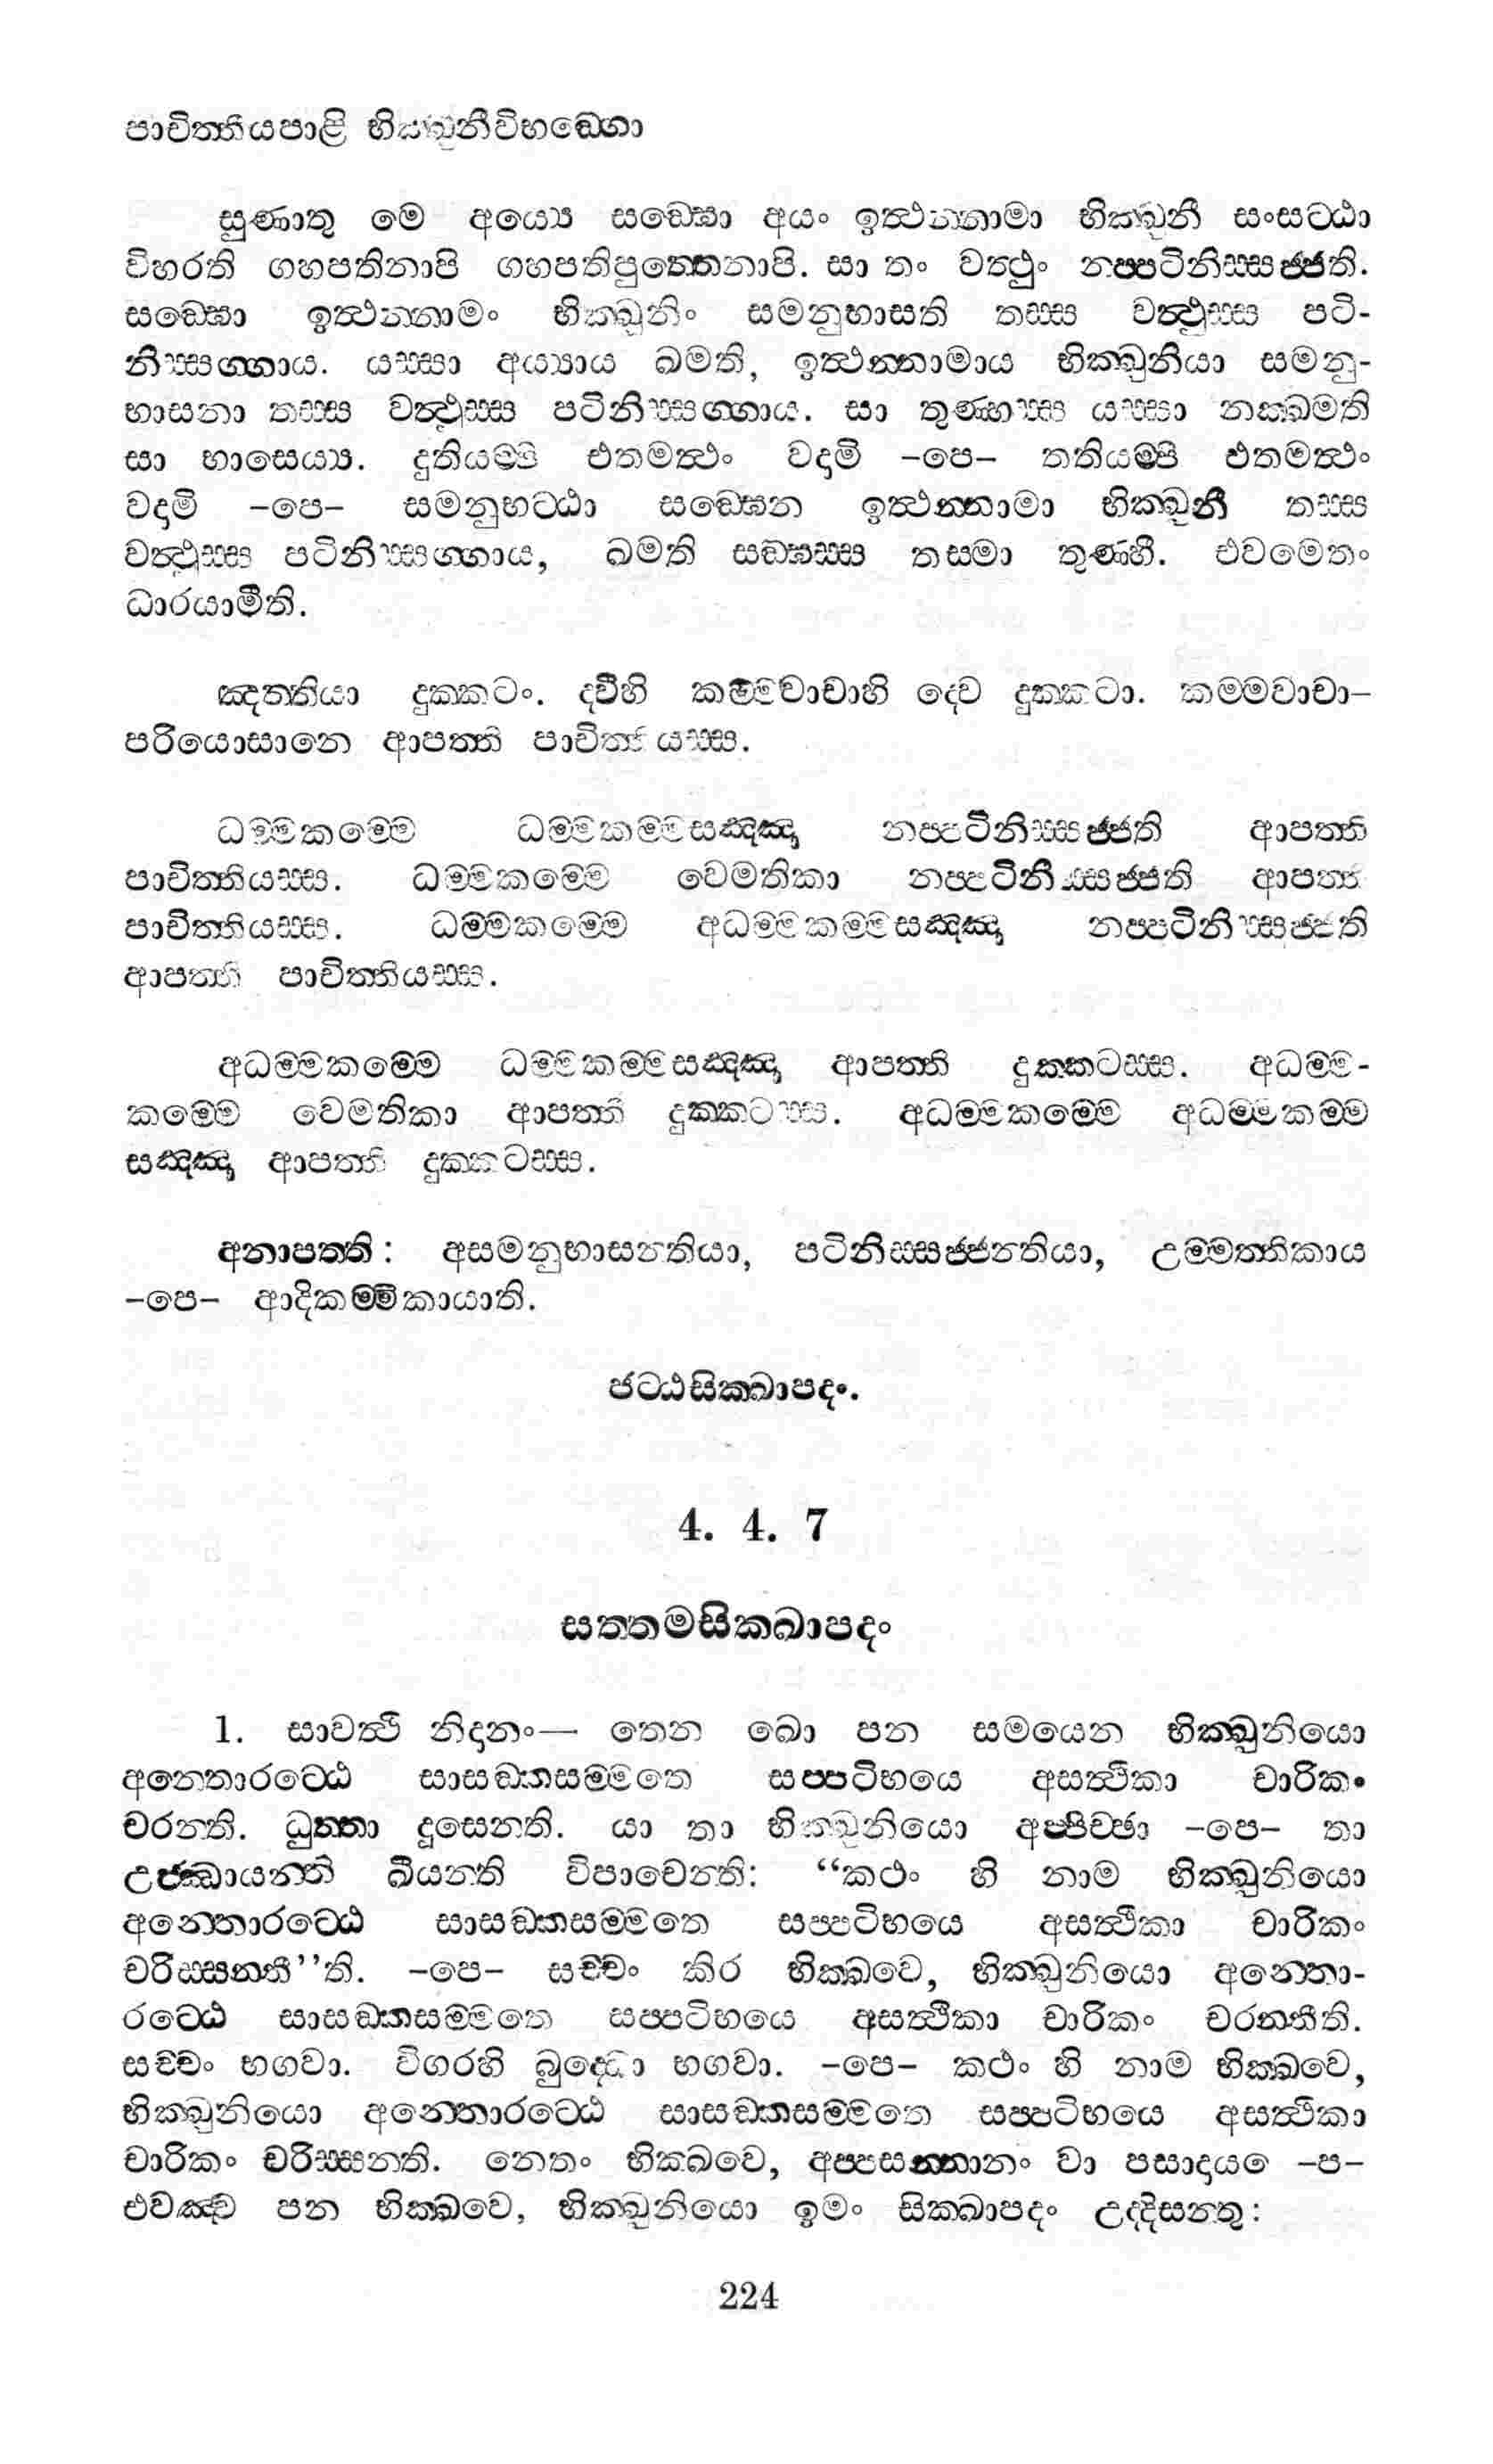 පාචිත්තියපාළි භික්ඛුනීවිභඞ්ගො
සුණාතු මෙ අය්යෙ සඞ්ඝො අයං ඉත්ථන්නාමා භික්ඛුනී සංසට්ඨා
විහරති ගහපතිනාපි ගහපතිපුත්තෙනාපි. සා තං වත්ථුං නප්පටිනිස්සජ්ජති.
සඞ්ඝො ඉත්ථන්නාමං භික්ඛුනිං සමනුභාසති තස්ස වත්ථුස්ස පටි-
නිස්සග්ගාය. යස්සා අය්යාය ඛමති, ඉත්ථන්නාමාය භික්ඛුනියා සමනු-
භාසනා තස්ස වත්ථුස්ස පටිනිස්සග්ගාය. සා තුණ්හස්ස යස්සා නක්ඛමති
සා භාසෙය්ය. දුතියම්පි එතමත්ථං වදාමි -පෙ- තතියම්පි එතමත්ථං
වදාමි -පෙ- සමනුභට්ඨා සඞ්ඝෙන ඉත්ථන්නාමා භික්ඛුනී තස්ස
වත්ථුස්ස පටිනිස්සග්ගාය, ඛමති සඞ්ඝස්ස තස්මා තුණ්හී. එවමෙතං
ධාරයාමීති.
ඤත්තියා දුක්කටං. ද්වීහි කම්මවාචාහි ද්වෙ දුක්කටා. කම්මවාචා-
පරියොසානෙ ආපත්ති පාචිත්තියස්ස.
ධම්මකම්මෙ ධම්මකම්මසඤ්ඤා නප්පටිනිස්සජ්ජති ආපත්ති
පාචිත්තියස්ස. ධම්මකම්මෙ වෙමතිකා නප්පටිනිස්සජ්ජති ආපත්ති
පාචිත්තියස්ස. ධම්මකම්මෙ අධම්මකම්මසඤ්ඤා නප්පටිනිස්සජ්ජති
ආපත්ති පාචිත්තියස්ස.
අධම්මකම්මෙ ධම්මකම්මසඤ්ඤා ආපත්ති දුක්කටස්ස. අධම්ම-
කම්මෙ වෙමතිකා ආපත්ති දුක්කටස්ස. අධම්මකම්මෙ අධම්මකම්ම
සඤ්ඤා ආපත්ති දුක්කටස්ස.
අනාපත්ති: අසමනුභාසන්තියා, පටිනිස්සජ්ජන්තියා, උම්මත්තිකාය
-පෙ- ආදිකම්මිකායාති.
ඡට්ඨසික්ඛාපදං.
4. 4. 7
සත්තමසික්ඛාපදං
1. සාවත්ථි නිදානං— තෙන ඛො පන සමයෙන භික්ඛුනියො
අන්තොරට්ඨෙ සාසඞ්කසම්මතෙ සප්පටිභයෙ අසත්ථිකා චාරිකං
චරන්ති. ධුත්තා දූසෙන්ති. යා තා භික්ඛුනියො අප්පිච්ඡා -පෙ- තා
උජ්ඣායන්ති ඛීයන්ති විපාචෙන්ති: “කථං හි නාම භික්ඛුනියො
අන්තොරට්ඨෙ සාසඞ්කසම්මතෙ සප්පටිභයෙ අසත්ථිකා චාරිකං
චරිස්සන්තී’’ති. -පෙ- සච්චං කිර භික්ඛවෙ, භික්ඛුනියො අන්තො-
රට්ඨෙ සාසඞ්කසම්මතෙ සප්පටිභයෙ අසත්ථිකා චාරිකං චරන්තීති.
සච්චං භගවා. විගරහි බුද්ධො භගවා. -පෙ- කථං හි නාම භික්ඛවෙ,
භික්ඛුනියො අන්තොරට්ඨෙ සාසඞ්කසම්මතෙ සප්පටිභයෙ අසත්ථිකා
චාරිකං චරිස්සන්ති. නෙතං භික්ඛවෙ, අප්පසන්නානං වා පසාදායෙ -ප-
එවඤ්ච පන භික්ඛවෙ, භික්ඛුනියො ඉමං සික්ඛාපදං උද්දිසන්තු:
224